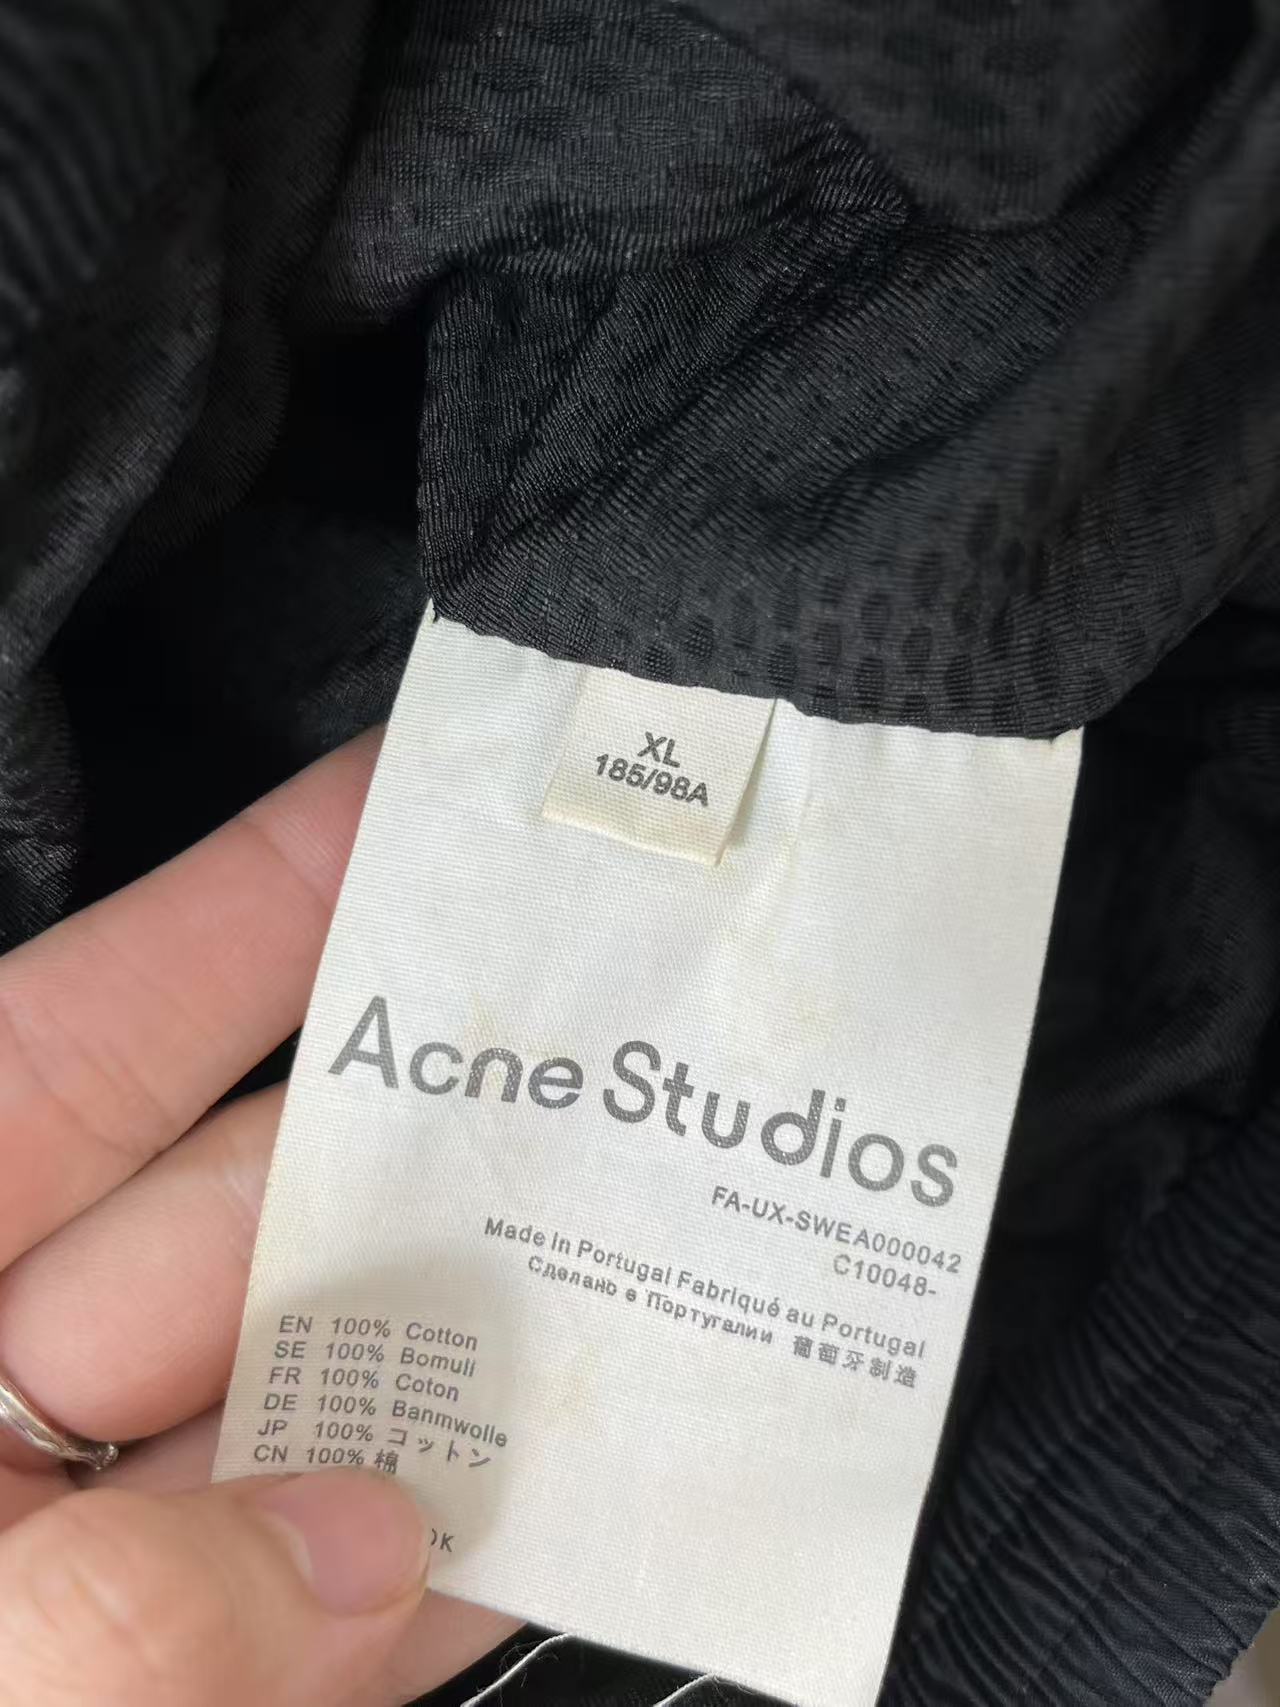 XL
185/98A
Acne Studios
FA-UX-SWEA000042
C10048-
Made in Portugal Fabriqué au Portugal
Сделано в Португалии 葡萄牙制造
EN 100% Cotton
SE 100% Bomuli
FR 100% Coton
DE 100% Banmwolle
JP 100% コットン
CN 100% 棉